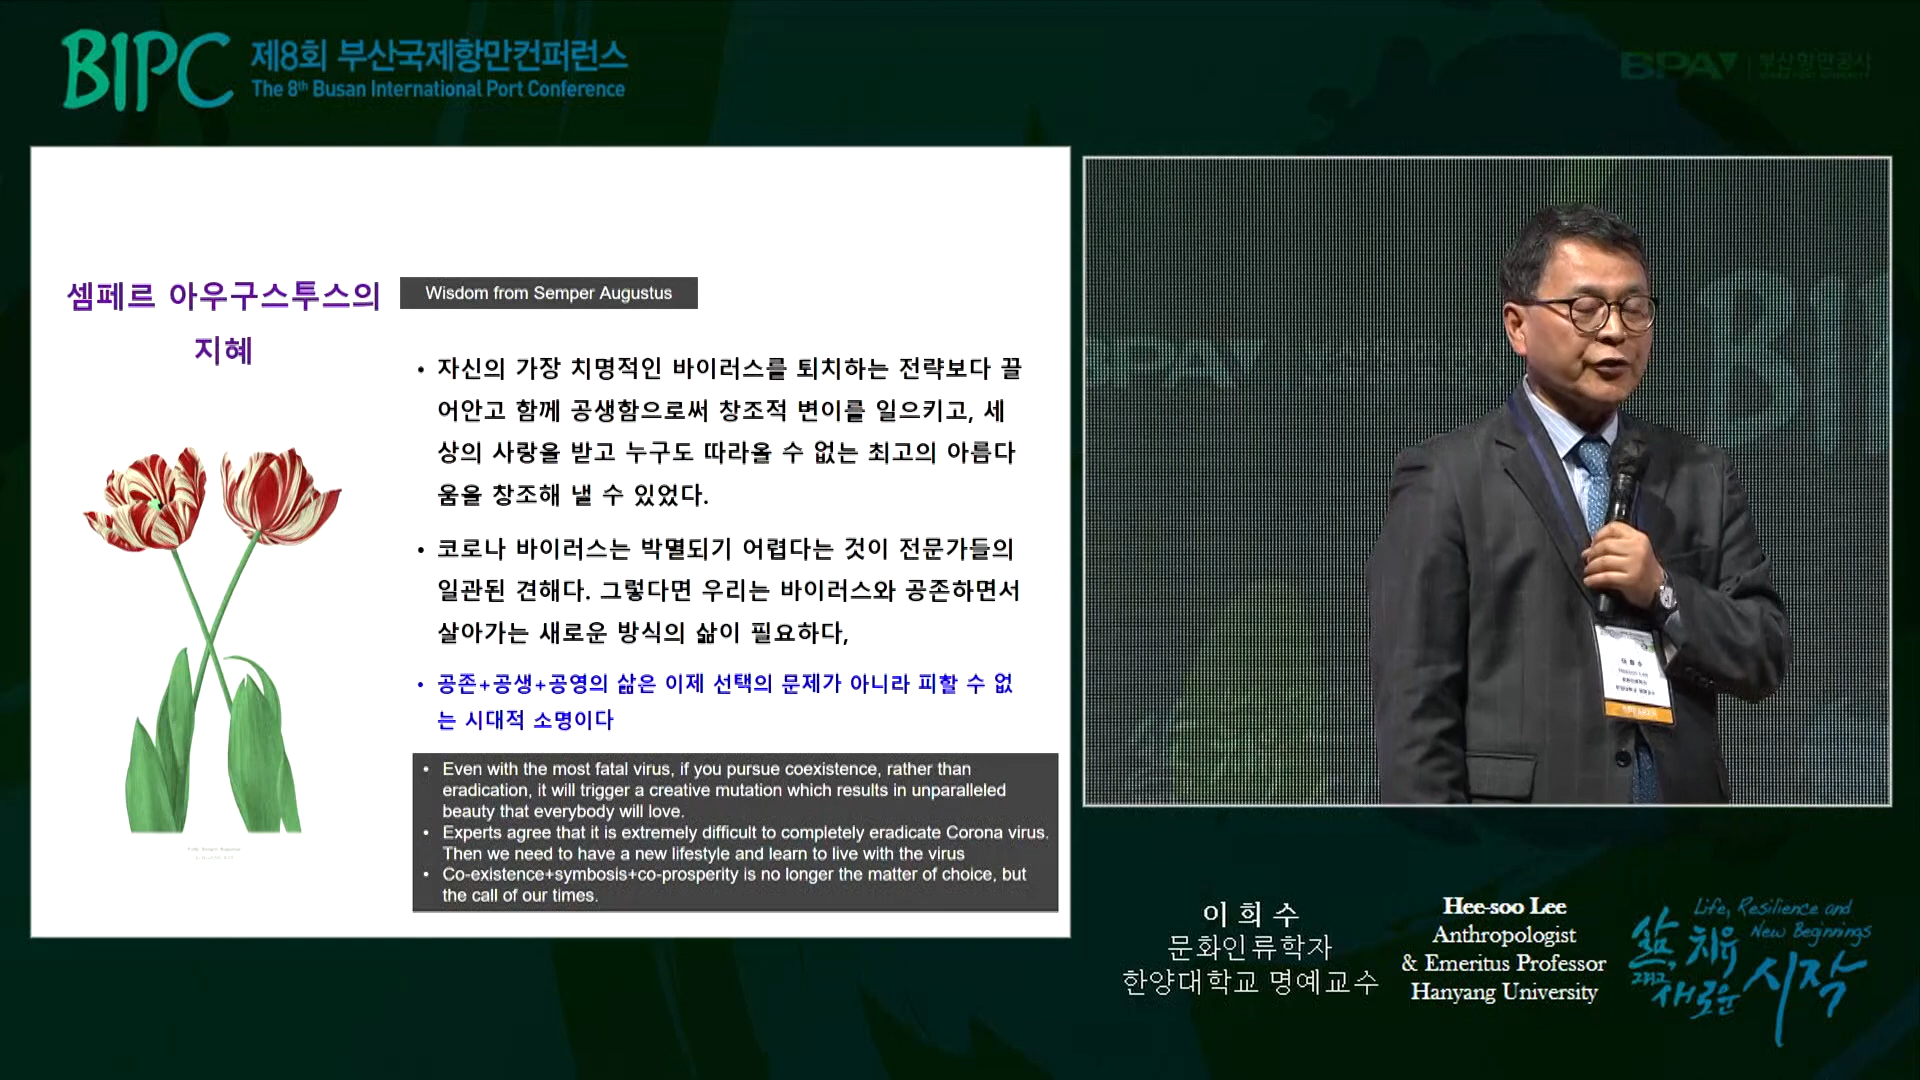 BIPC
제8회 부산국제항만컨퍼런스
The 8th Busan International Port Conference
BPA 부산항만공사
셈페르 아우구스투스의
지혜
Wisdom from Semper Augustus
• 자신의 가장 치명적인 바이러스를 퇴치하는 전략보다 끌
어안고 함께 공생함으로써 창조적 변이를 일으키고, 세
상의 사랑을 받고 누구도 따라올 수 없는 최고의 아름다
움을 창조해 낼 수 있었다.
• 코로나 바이러스는 박멸되기 어렵다는 것이 전문가들의
일관된 견해다. 그렇다면 우리는 바이러스와 공존하면서
살아가는 새로운 방식의 삶이 필요하다,
• 공존+공생+공영의 삶은 이제 선택의 문제가 아니라 피할 수 없
는 시대적 소명이다
• Even with the most fatal virus, if you pursue coexistence, rather than
eradication, it will trigger a creative mutation which results in unparalleled
beauty that everybody will love.
• Experts agree that it is extremely difficult to completely eradicate Corona virus.
Then we need to have a new lifestyle and learn to live with the virus
• Co-existence+symbosis+co-prosperity is no longer the matter of choice, but
the call of our times.
BPA
이희수
SPEAKER
이 희 수
문화인류학자
한양대학교 명예교수
Hee-soo Lee
Anthropologist
& Emeritus Professor
Hanyang University
Life, Resilience and
New Beginnings
삶, 치유
그리고
새로운 시작